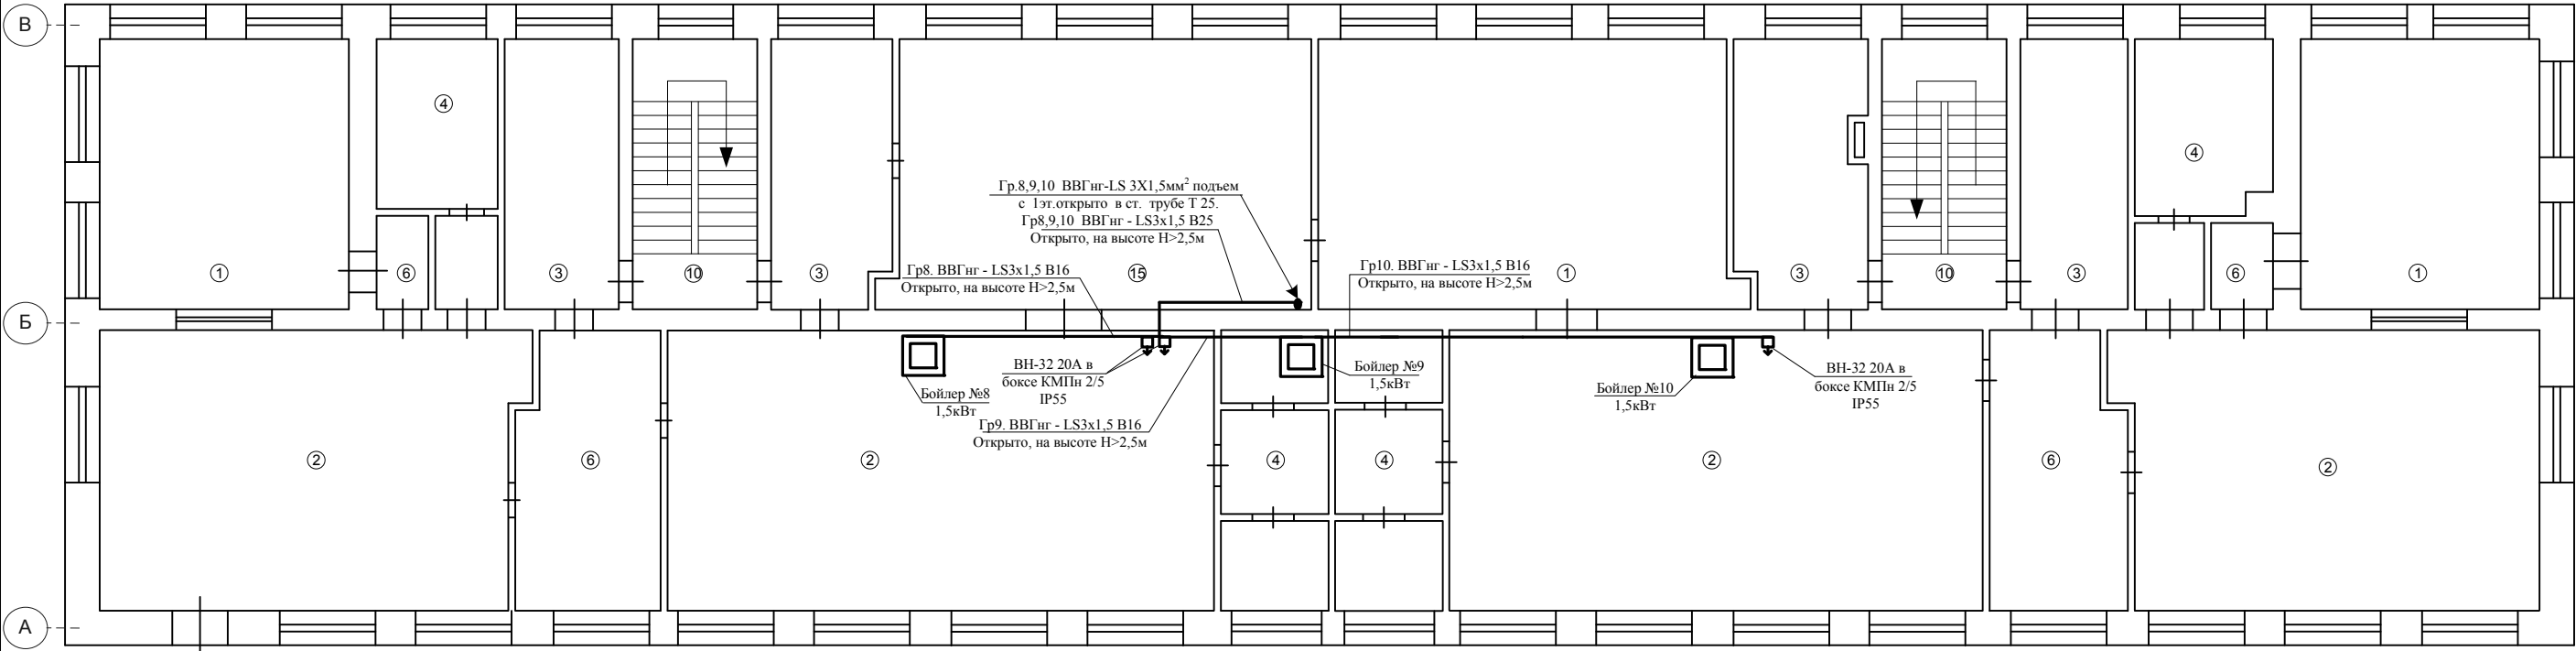 В
④
④
Гр.8,9,10 ВВГнг-LS 3Х1,5мм² подъем
с 1эт.открыто в ст. трубе Т 25.
Гр8,9,10 ВВГнг - LS3х1,5 В25
Открыто, на высоте Н>2,5м
①
⑥
③
⑩
③
Гр8. ВВГнг - LS3х1,5 В16
Открыто, на высоте Н>2,5м
⑮
Гр10. ВВГнг - LS3х1,5 В16
Открыто, на высоте Н>2,5м
①
③
⑩
③
⑥
①
Б
ВН-32 20А в
боксе КМПн 2/5
IP55
Бойлер №8
1,5кВт
Бойлер №9
1,5кВт
Бойлер №10
1,5кВт
ВН-32 20А в
боксе КМПн 2/5
IP55
Гр9. ВВГнг - LS3х1,5 В16
Открыто, на высоте Н>2,5м
②
⑥
②
④
④
②
⑥
②
А